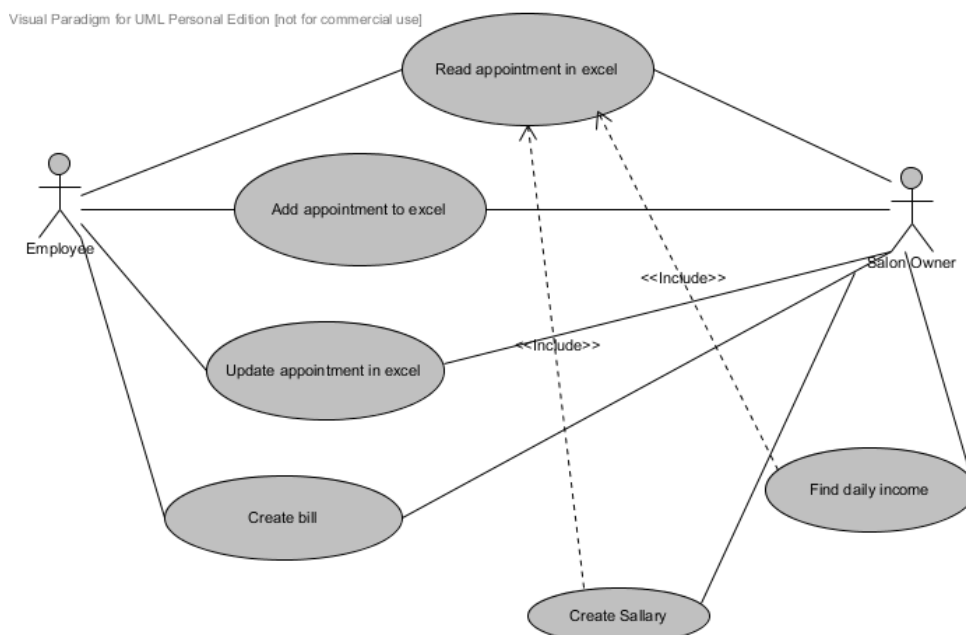 Visual Paradigm for UML Personal Edition [not for commercial use]
Read appointment in excel
Add appointment to excel
Employee
Salon Owner
<<Include>>
<<Include>>
Update appointment in excel
Find daily income
Create bill
Create Sallary